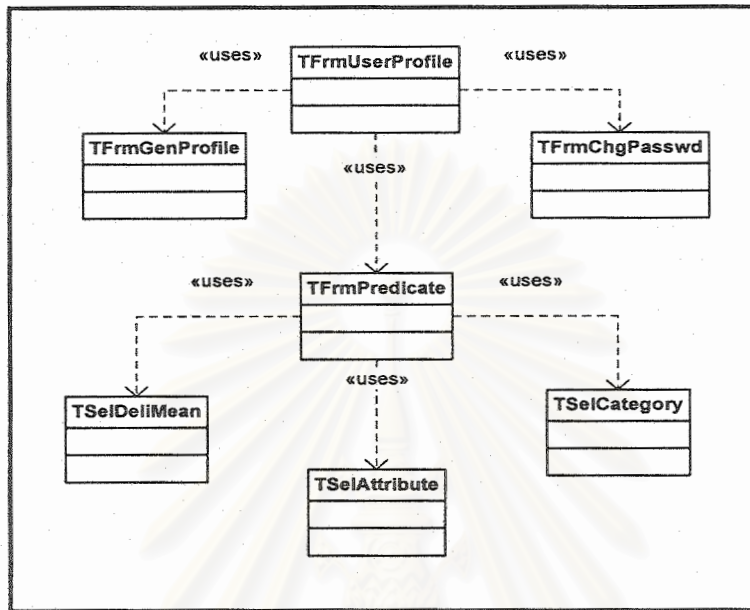 «uses»
TFrmUserProfile
«uses»
TFrmGenProfile
«uses»
TFrmChgPasswd
«uses»
TFrmPredicate
«uses»
TSelDeliMean
«uses»
TSelCategory
TSelAttribute